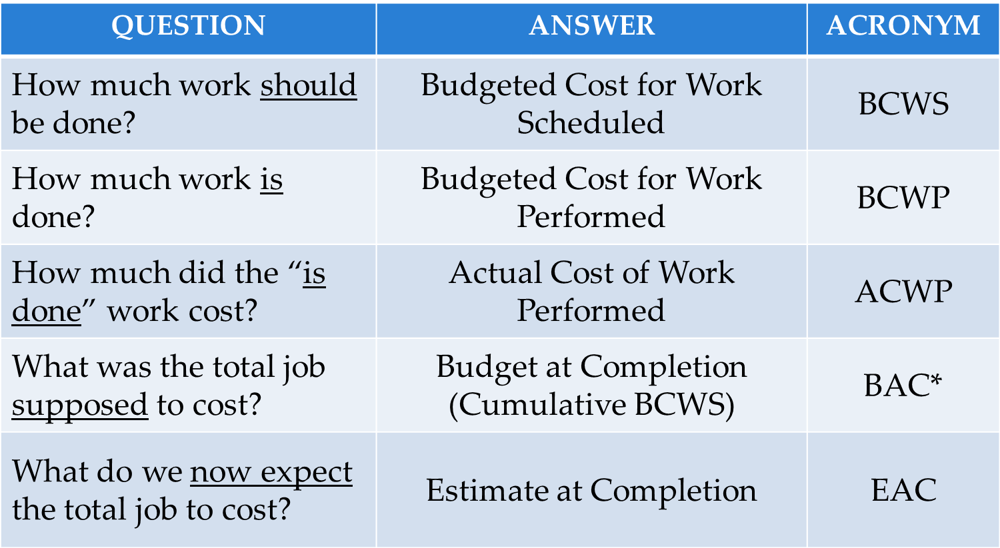 QUESTION ANSWER ACRONYM
How much work should
be done?
Budgeted Cost for Work
Scheduled
BCWS
How much work is
done?
Budgeted Cost for Work
Performed
BCWP
How much did the “is
done” work cost?
Actual Cost of Work
Performed
ACWP
What was the total job
supposed to cost?
Budget at Completion
(Cumulative BCWS)
BAC*
What do we now expect
the total job to cost?
Estimate at Completion
EAC